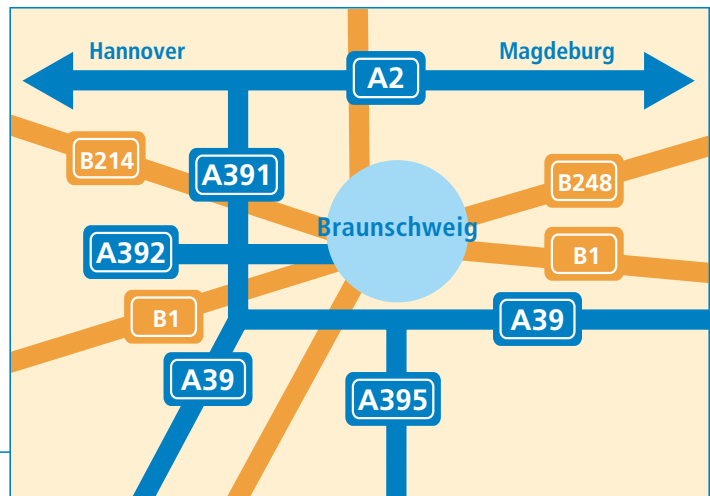 Hannover
Magdeburg
A2
B214
A391
B248
Braunschweig
A392
B1
B1
A39
A39
A395